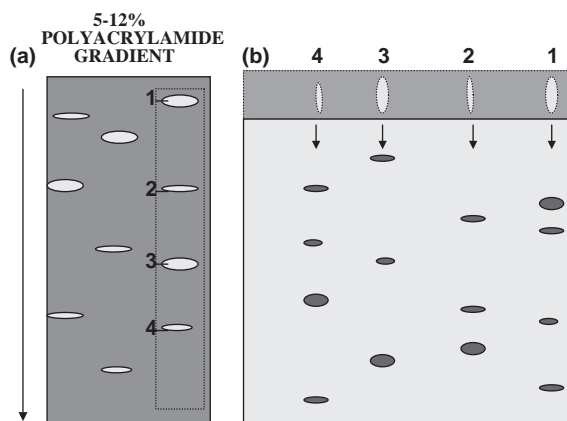 5-12%
POLYACRYLAMIDE
GRADIENT
(a)
1
2
3
4
(b)
4 3 2 1